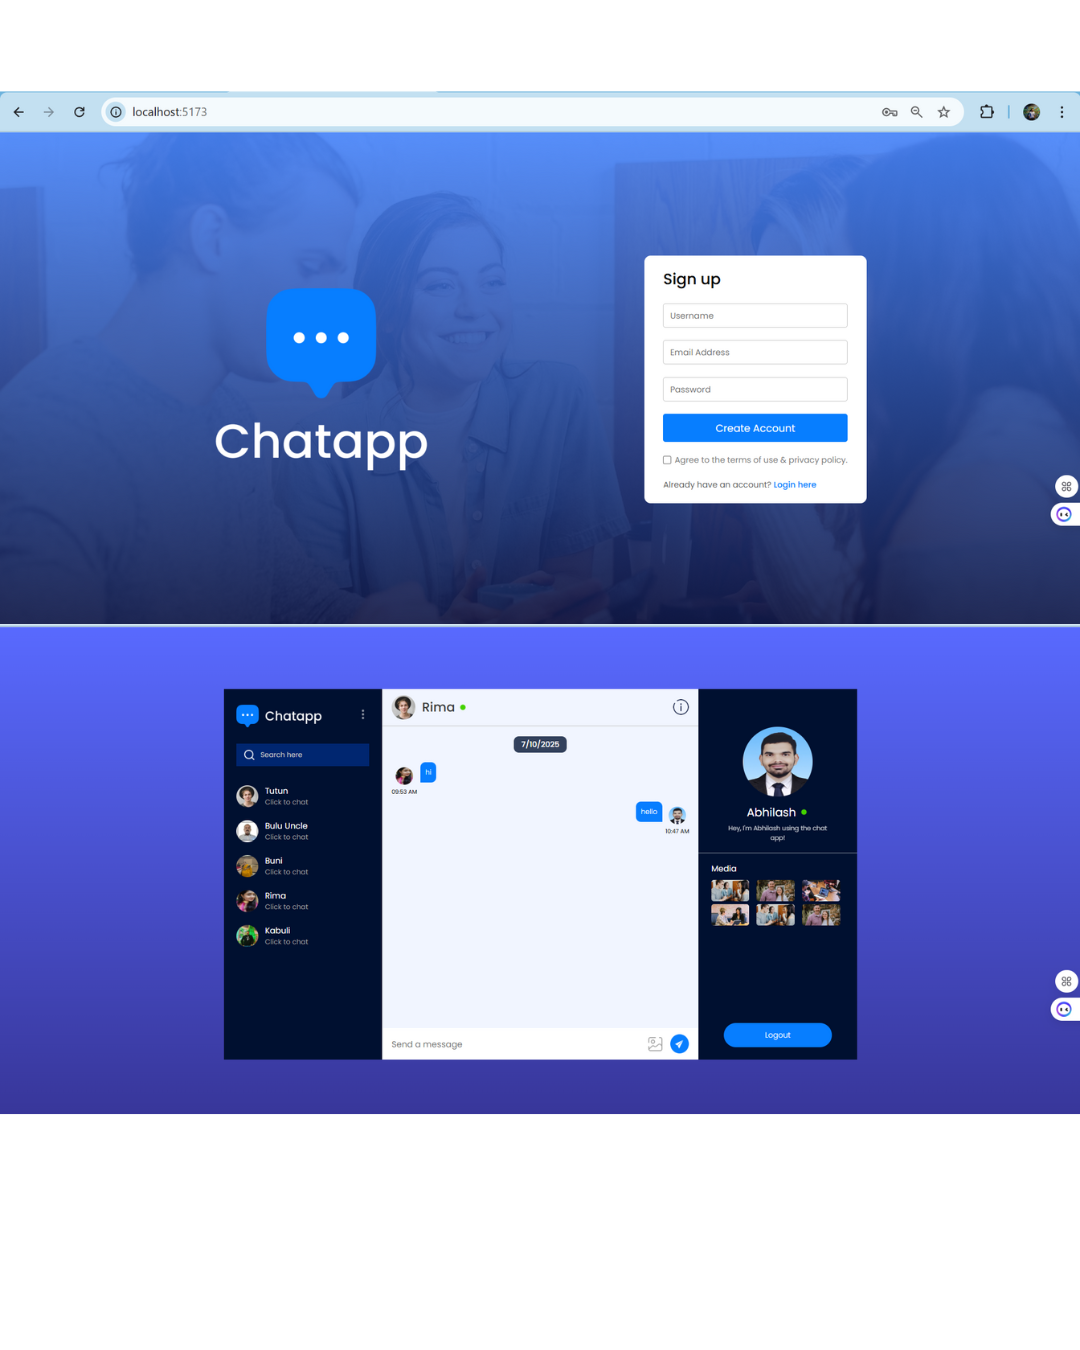 localhost:5173
Chatapp
Sign up
Username
Email Address
Password
Create Account
Agree to the terms of use & privacy policy.
Already have an account? Login here
Chatapp
Search here
Tutun
Click to chat
Bulu Uncle
Click to chat
Buni
Click to chat
Rima
Click to chat
Kabuli
Click to chat
Rima
7/10/2025
hi
09:53 AM
hello
10:47 AM
Send a message
Abhilash
Hey, I'm Abhilash using the chat
app!
Media
Logout